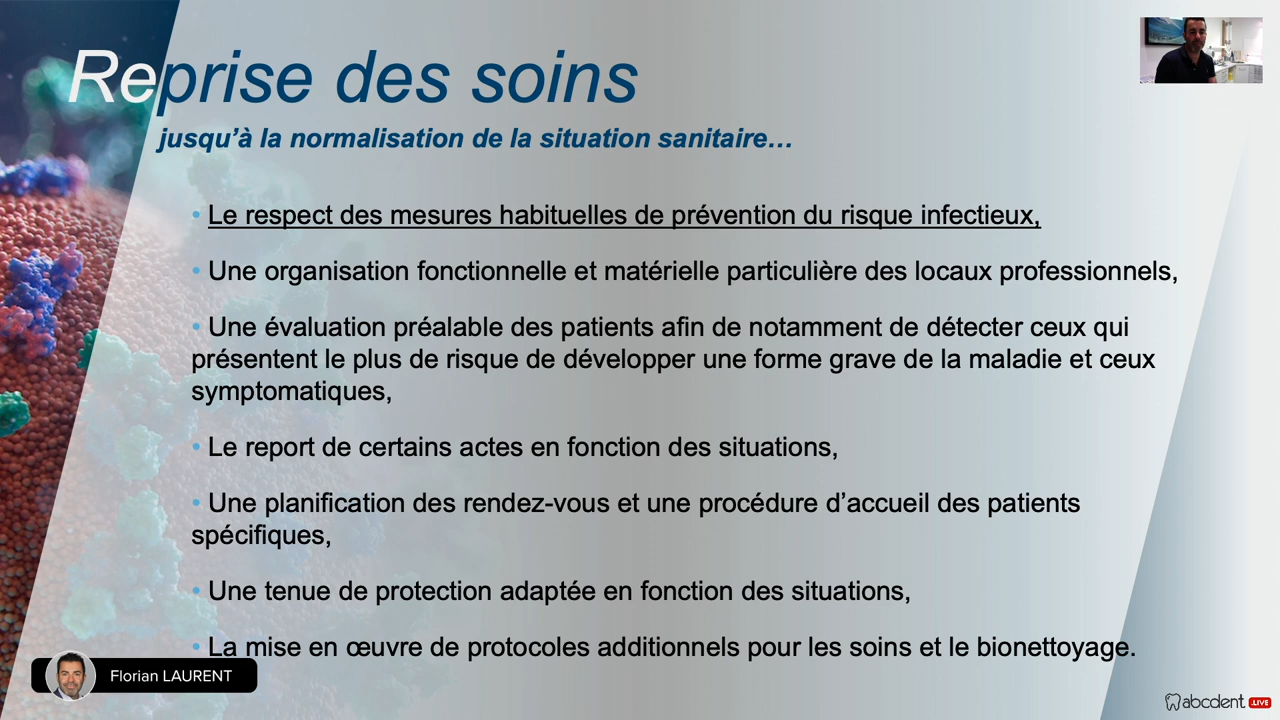 Reprise des soins
jusqu’à la normalisation de la situation sanitaire…
• Le respect des mesures habituelles de prévention du risque infectieux,
• Une organisation fonctionnelle et matérielle particulière des locaux professionnels,
• Une évaluation préalable des patients afin de notamment de détecter ceux qui
présentent le plus de risque de développer une forme grave de la maladie et ceux
symptomatiques,
• Le report de certains actes en fonction des situations,
• Une planification des rendez-vous et une procédure d’accueil des patients
spécifiques,
• Une tenue de protection adaptée en fonction des situations,
• La mise en œuvre de protocoles additionnels pour les soins et le bionettoyage.
Florian LAURENT
abcdent .LIVE